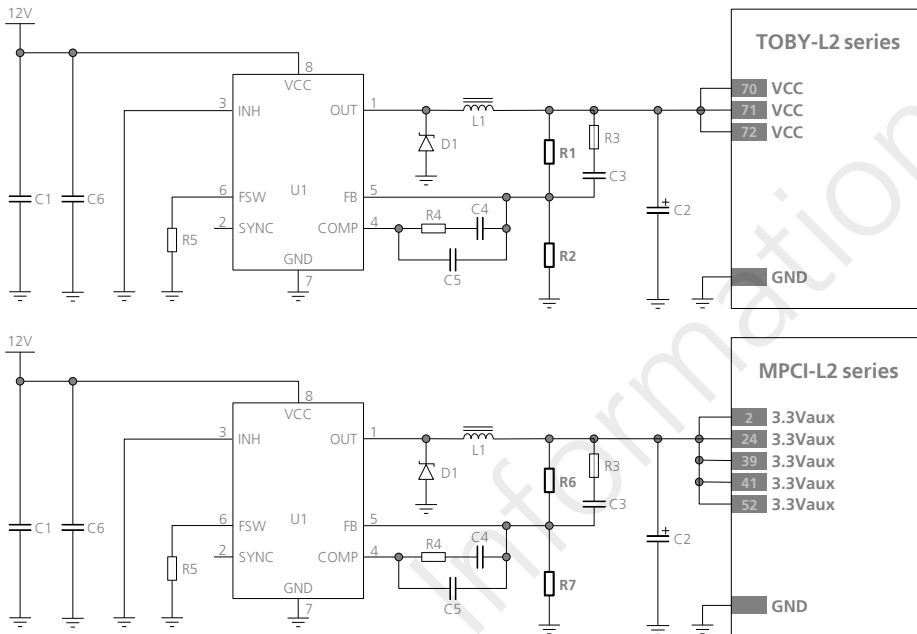 12V
TOBY-L2 series
8
VCC
70 VCC
3
INH
OUT
1
71 VCC
L1
72 VCC
D1
R1
R3
C3
C1
C6
6
FSW
U1
FB
5
2
SYNC
COMP
4
R4
C4
C2
R5
R2
GND
C5
7
GND
12V
MPCI-L2 series
8
VCC
2 3.3Vaux
3
INH
OUT
1
24 3.3Vaux
L1
39 3.3Vaux
D1
R6
R3
41 3.3Vaux
C3
52 3.3Vaux
C1
C6
6
FSW
U1
FB
5
2
SYNC
COMP
4
R4
C4
C2
R5
R7
GND
C5
7
GND
Information